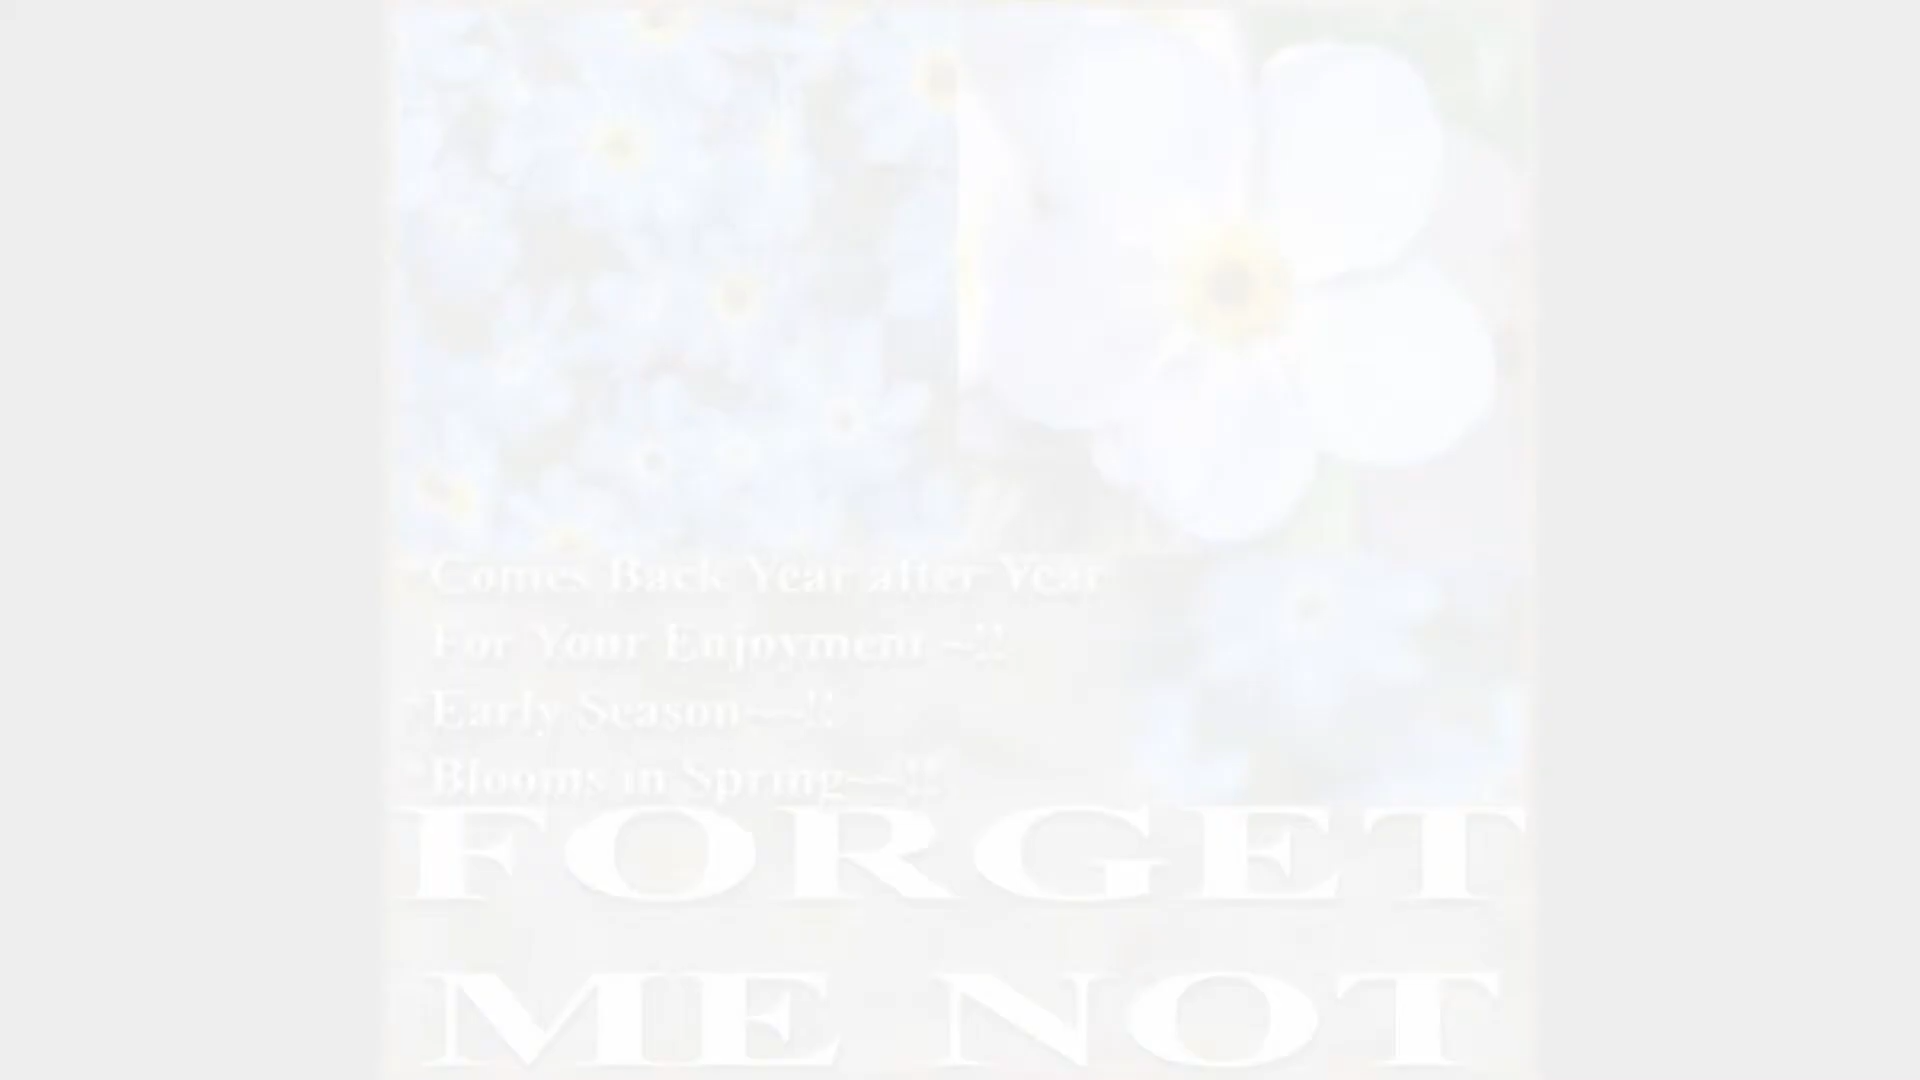 Comes Back Year after Year
For Your Enjoyment ~!!
Early Season~~!!
Blooms in Spring~~!!
FORGET
ME NOT